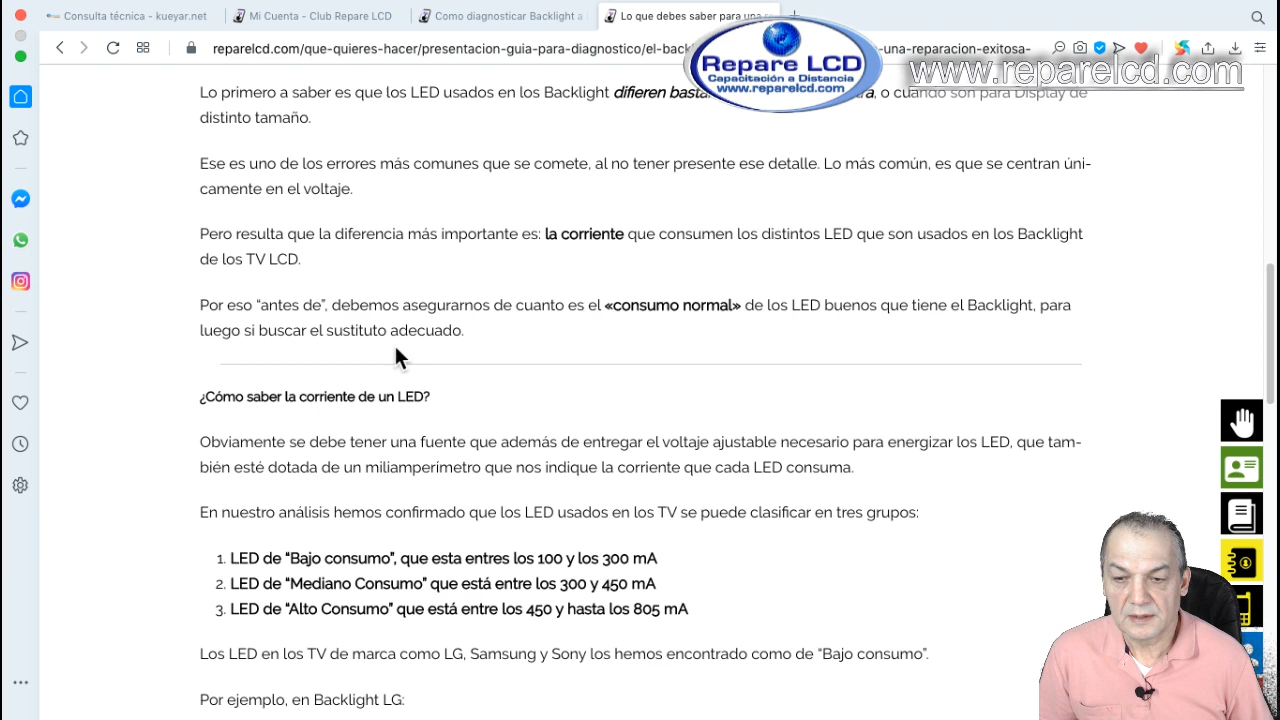 Consulta técnica - kueyar.net
Mi Cuenta - Club Repare LCD
Como diagnosticar Backlight a
Lo que debes saber para una
reparelcd.com/que-quieres-hacer/presentacion-guia-para-diagnostico/el-backl
una-reparacion-exitosa-
Repare LCD
Capacitación a Distancia
www.reparelcd.com
www.reparelcd.com
Lo primero a saber es que los LED usados en los Backlight difieren basta
, o cuando son para Display de
distinto tamaño.
Ese es uno de los errores más comunes que se comete, al no tener presente ese detalle. Lo más común, es que se centran úni-
camente en el voltaje.
Pero resulta que la diferencia más importante es: la corriente que consumen los distintos LED que son usados en los Backlight
de los TV LCD.
Por eso “antes de”, debemos asegurarnos de cuanto es el «consumo normal» de los LED buenos que tiene el Backlight, para
luego si buscar el sustituto adecuado.
¿Cómo saber la corriente de un LED?
Obviamente se debe tener una fuente que además de entregar el voltaje ajustable necesario para energizar los LED, que tam-
bién esté dotada de un miliamperimetro que nos indique la corriente que cada LED consuma.
En nuestro análisis hemos confirmado que los LED usados en los TV se puede clasificar en tres grupos:
1. LED de “Bajo consumo”, que esta entres los 100 y los 300 mA
2. LED de “Mediano Consumo” que está entre los 300 y 450 mA
3. LED de “Alto Consumo” que está entre los 450 y hasta los 805 mA
Los LED en los TV de marca como LG, Samsung y Sony los hemos encontrado como de “Bajo consumo”.
Por ejemplo, en Backlight LG: